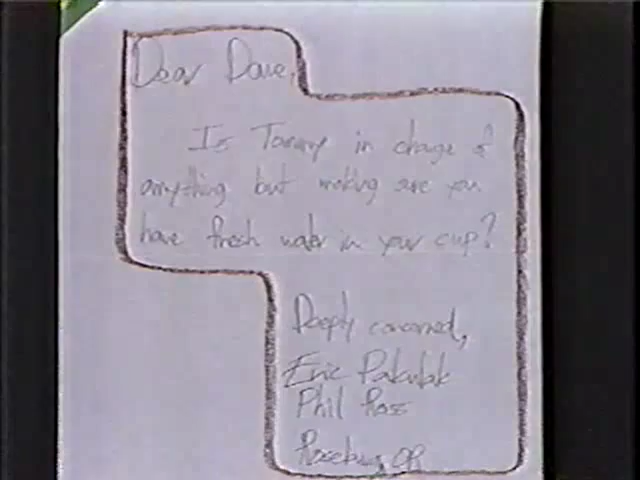 Dear Dave,
Is Tommy in charge of
anything but making sure you
have fresh water in your cup?
Deeply concerned,
Eric Pakulak
Phil Ross
Roseburg, OR